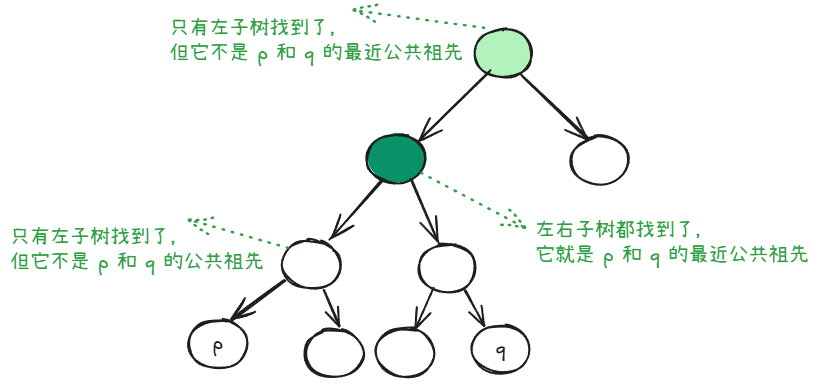 只有左子树找到了,
但它不是 p 和 q 的最近公共祖先
只有左子树找到了,
但它不是 p 和 q 的公共祖先
左右子树都找到了,
它就是 p 和 q 的最近公共祖先
p
q